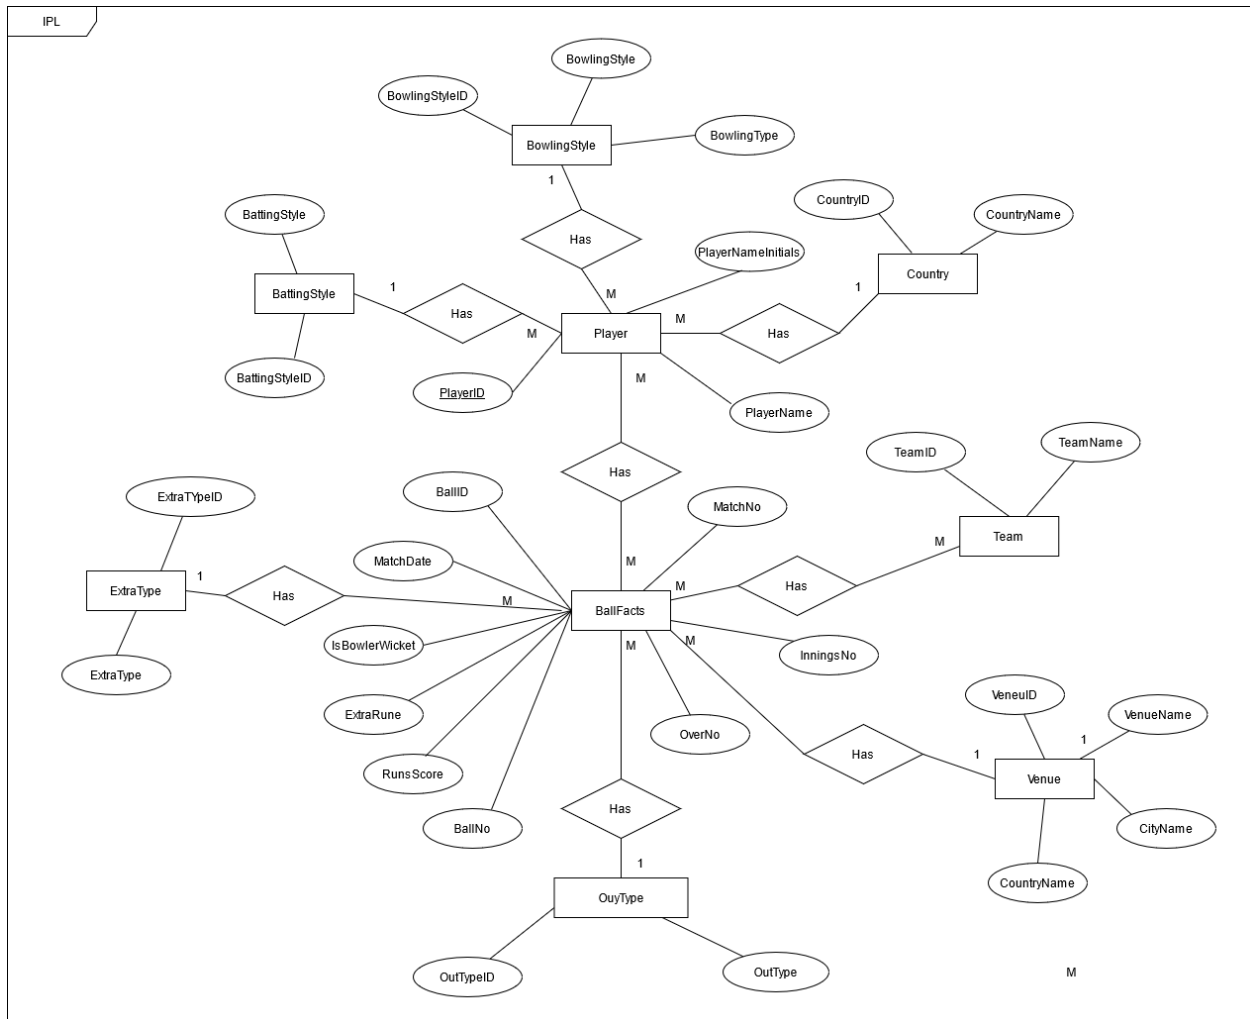 IPL
BowlingStyle
BowlingStyleID
BowlingType
BowlingStyle
1
Has
M
BattingStyle
BattingStyle
BattingStyleID
1
Has
M
PlayerNameInitials
CountryID
CountryName
Country
1
Has
M
Player
PlayerID
PlayerName
M
Has
M
TeamID
TeamName
Team
M
Has
M
ExtraTYpeID
ExtraType
ExtraType
1
Has
M
BallID
MatchNo
MatchDate
BallFacts
IsBowlerWicket
InningsNo
ExtraRune
OverNo
RunsScore
BallNo
M
Has
1
M
Has
1
VeneuID
VenueName
1
Venue
CityName
CountryName
OuyType
OutTypeID
OutType
M